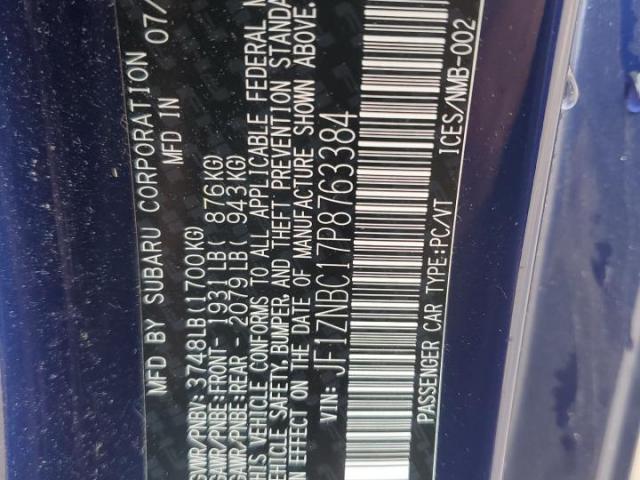 MFD BY SUBARU CORPORATION 07/
MFD IN
GWR/PNBV: 3748LB(1700KG)
GAWR/PNBE:FRONT- 1931LB( 876KG)
GAWR/PNBE:REAR - 2079LB( 943KG)
THIS VEHICLE CONFORMS TO ALL APPLICABLE FEDERAL
VEHICLE SAFETY, BUMPER, AND THEFT PREVENTION STANDA
IN EFFECT ON THE DATE OF MANUFACTURE SHOWN ABOVE.
VIN: JF1ZNBC17P8763384
PASSENGER CAR TYPE:PC/VT
ICES/NMB-002